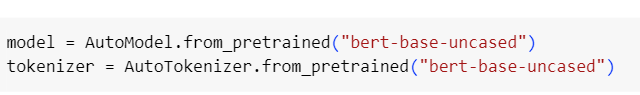 model = AutoModel.from_pretrained("bert-base-uncased")
tokenizer = AutoTokenizer.from_pretrained("bert-base-uncased")